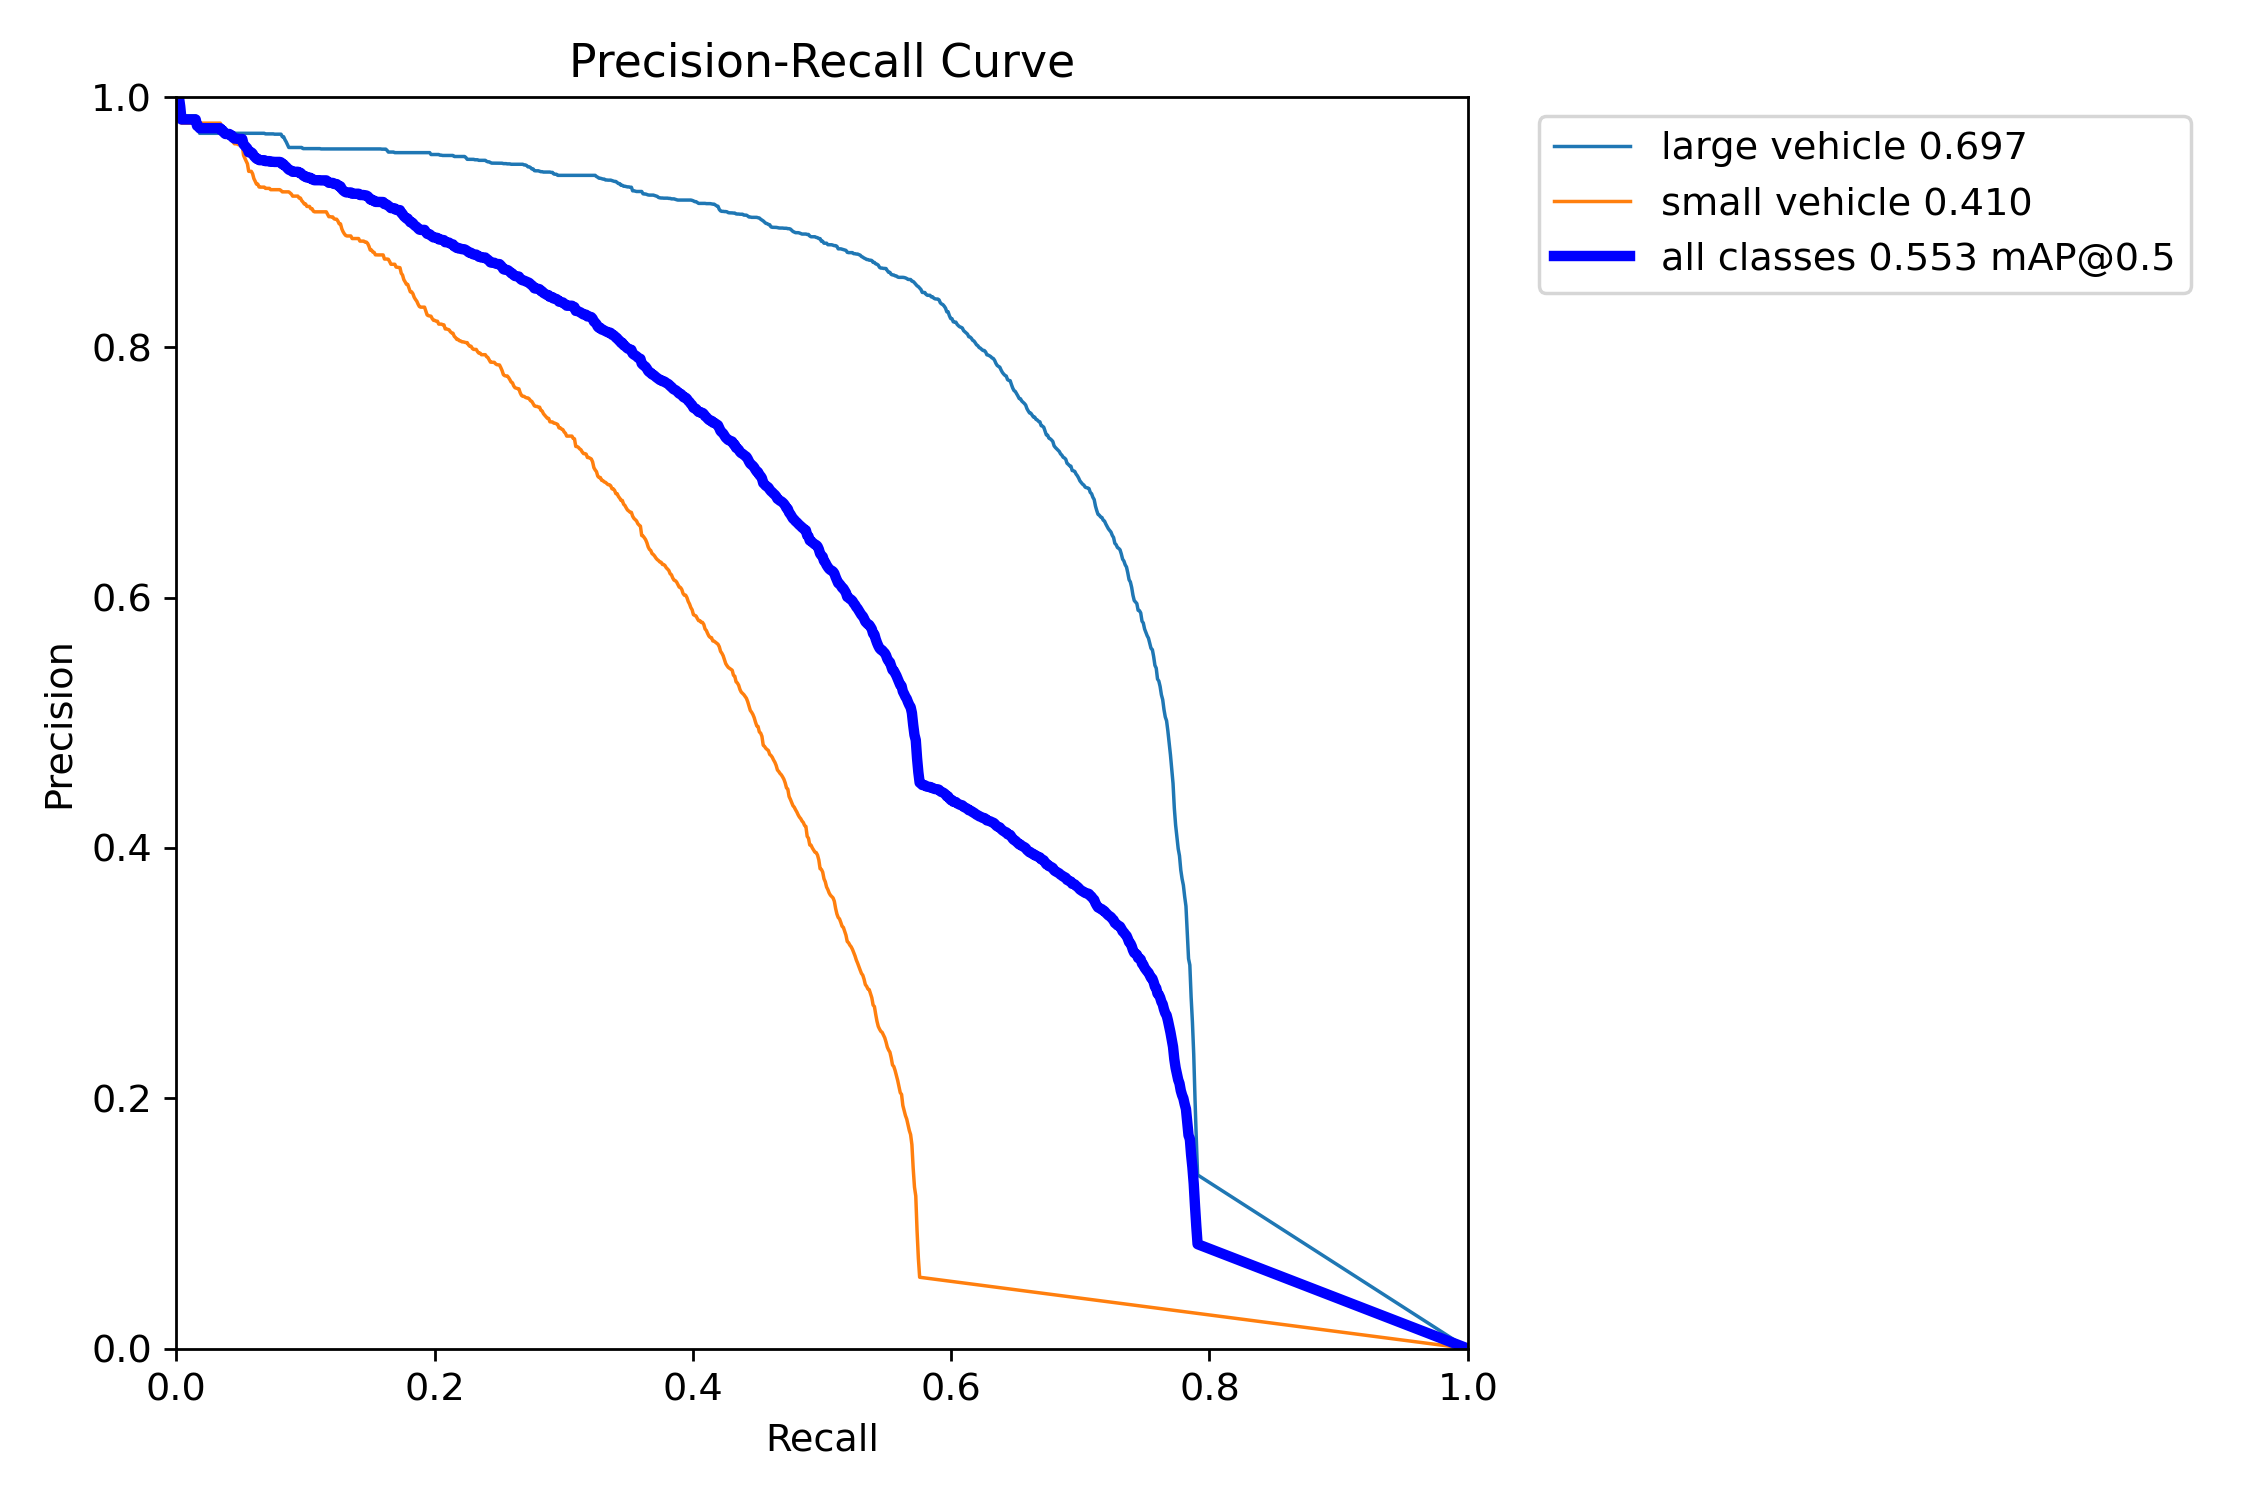 Precision-Recall Curve
large vehicle 0.697
small vehicle 0.410
all classes 0.553 mAP@0.5
Precision
1.0
0.8
0.6
0.4
0.2
0.0
0.0 0.2 0.4 0.6 0.8 1.0
Recall